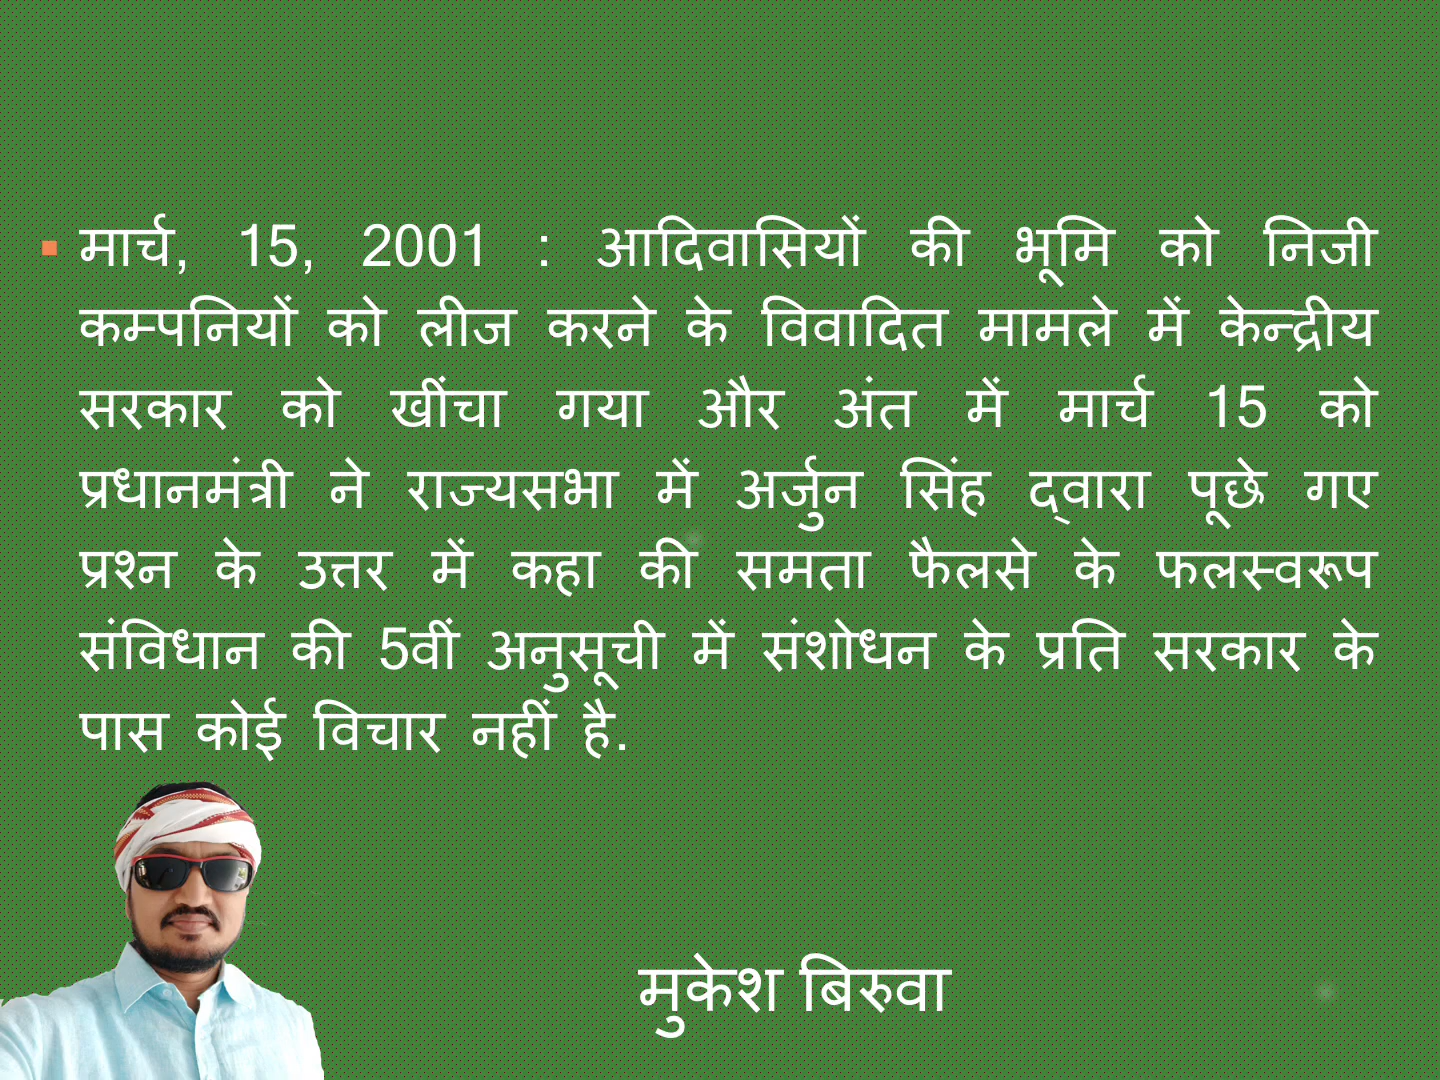 मार्च, 15, 2001 : आदिवासियों की भूमि को निजी
कम्पनियों को लीज करने के विवादित मामले में केन्द्रीय
सरकार को खींचा गया और अंत में मार्च 15 को
प्रधानमंत्री ने राज्यसभा में अर्जुन सिंह द्वारा पूछे गए
प्रश्न के उत्तर में कहा की समता फैलसे के फलस्वरूप
संविधान की 5वीं अनुसूची में संशोधन के प्रति सरकार के
पास कोई विचार नहीं है.
मुकेश बिरुवा